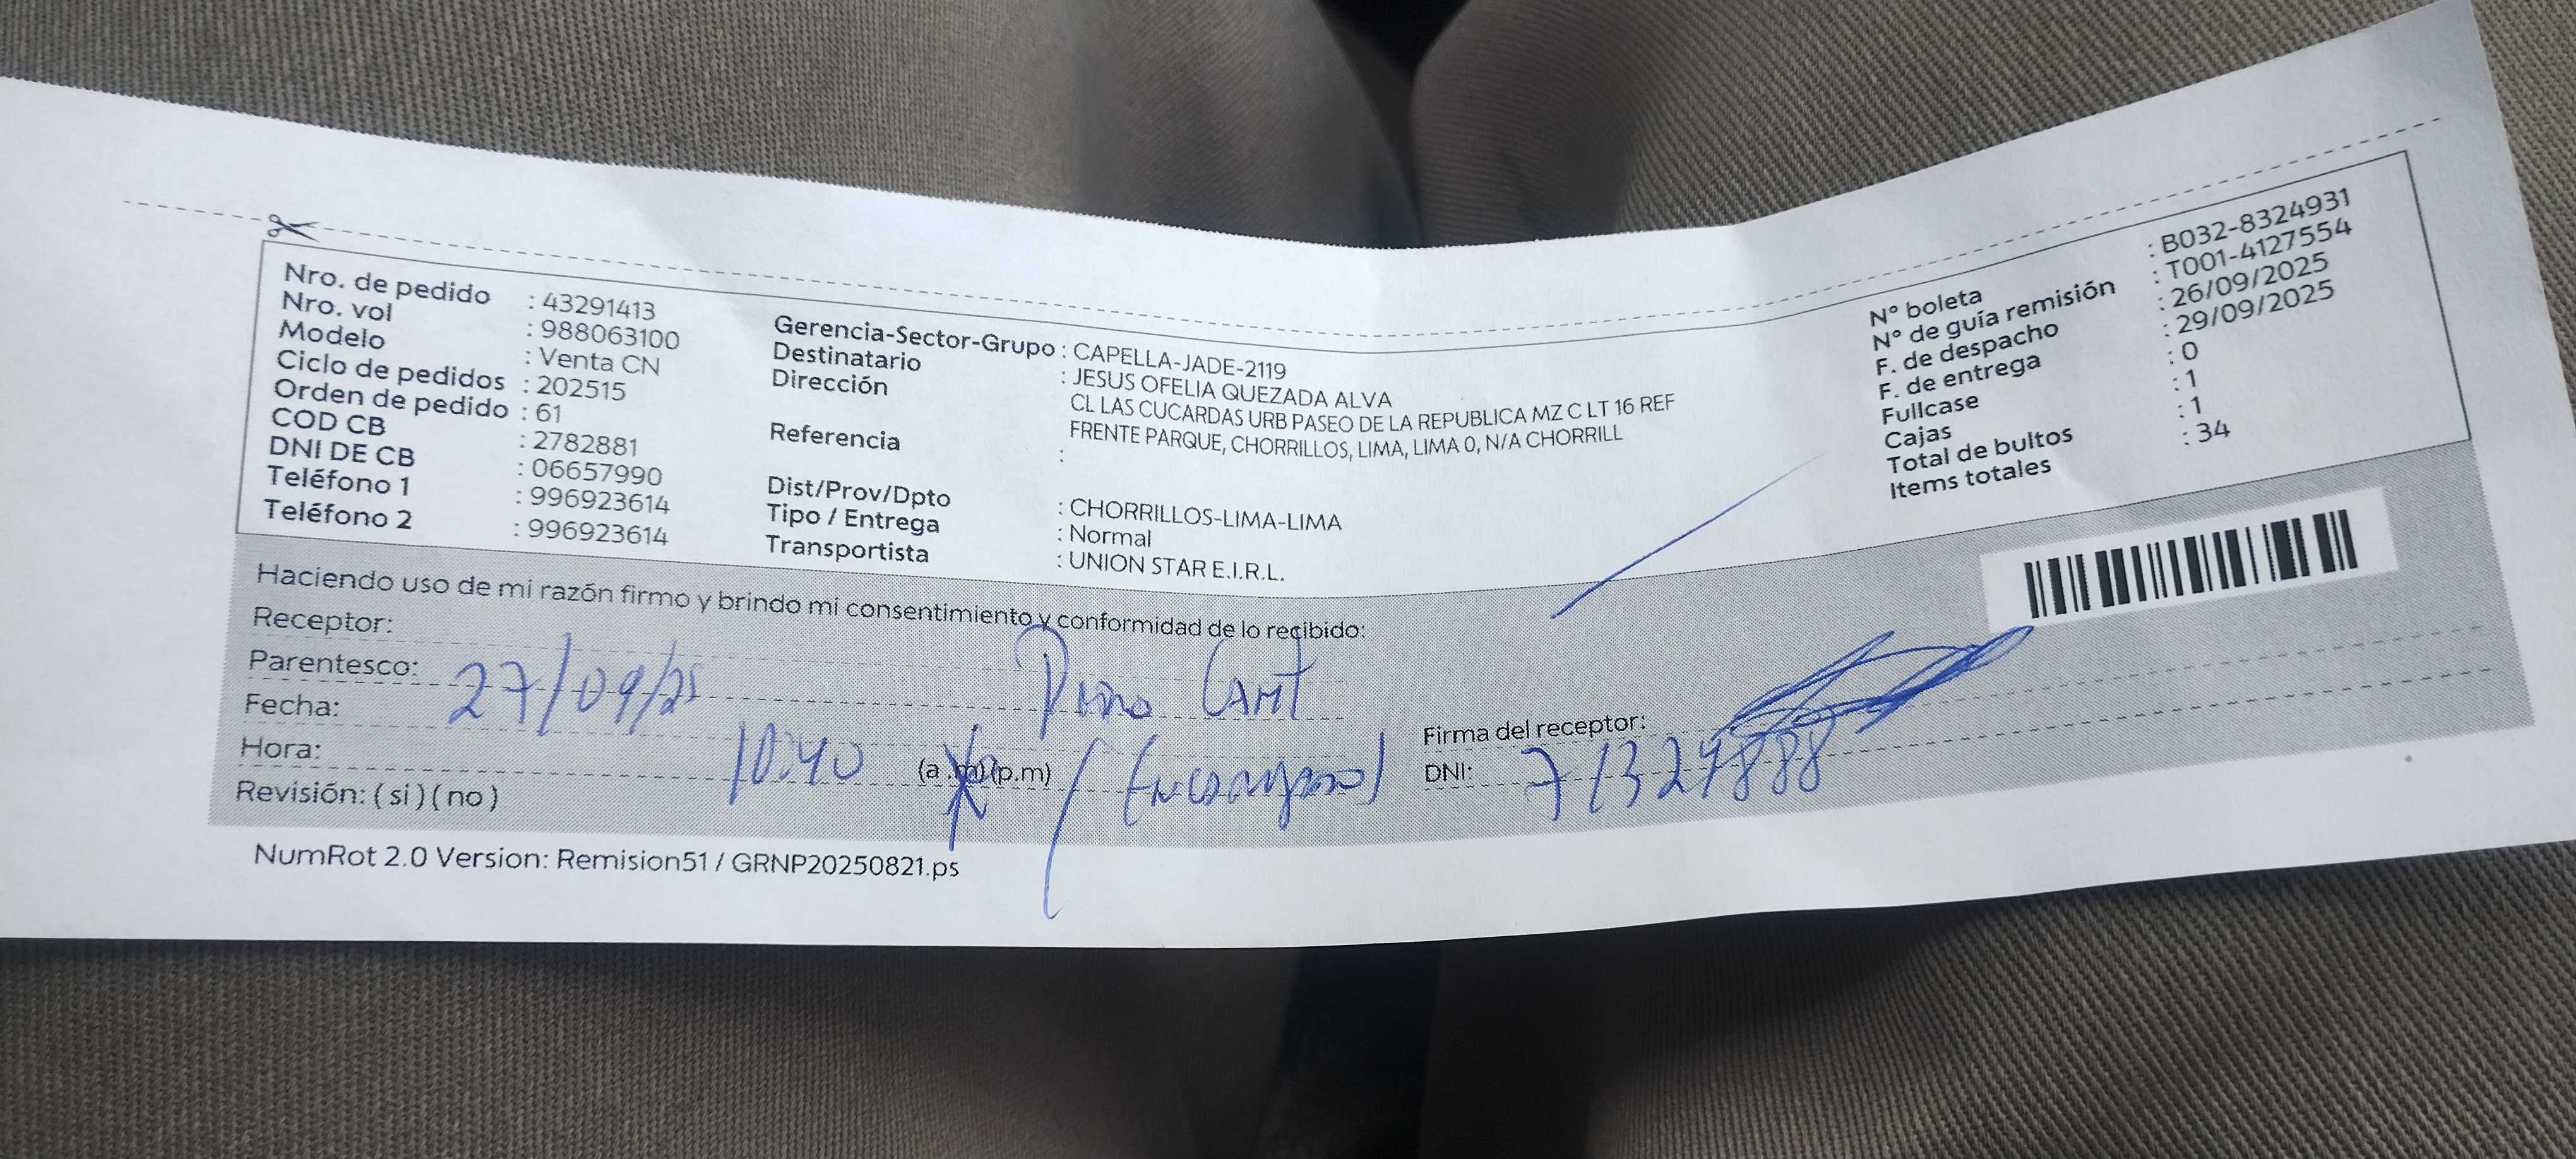 Nro. de pedido : 43291413
Nro. vol : 988063100
Modelo : Venta CN
Ciclo de pedidos : 202515
Orden de pedido : 61
COD CB : 2782881
DNI DE CB : 06657990
Teléfono 1 : 996923614
Teléfono 2 : 996923614
Gerencia-Sector-Grupo : CAPELLA-JADE-2119
Destinatario : JESUS OFELIA QUEZADA ALVA
Dirección CL LAS CUCARDAS URB PASEO DE LA REPUBLICA MZ C LT 16 REF
FRENTE PARQUE, CHORRILLOS, LIMA, LIMA 0, N/A CHORRILL
Referencia :
Dist/Prov/Dpto : CHORRILLOS-LIMA-LIMA
Tipo / Entrega : Normal
Transportista : UNION STAR E.I.R.L.
N° boleta : B032-8324931
N° de guía remisión : T001-4127554
F. de despacho : 26/09/2025
F. de entrega : 29/09/2025
Fullcase : 0
Cajas : 1
Total de bultos : 1
Items totales : 34
Haciendo uso de mi razón firmo y brindo mi consentimiento y conformidad de lo recibido:
Receptor:
Parentesco:
Fecha: 27/09/25
Hora: 10:40 (a.m)(p.m)
Revisión: (si)(no)
Firma del receptor:
DNI: 71327888
NumRot 2.0 Version: Remision51 / GRNP20250821.ps